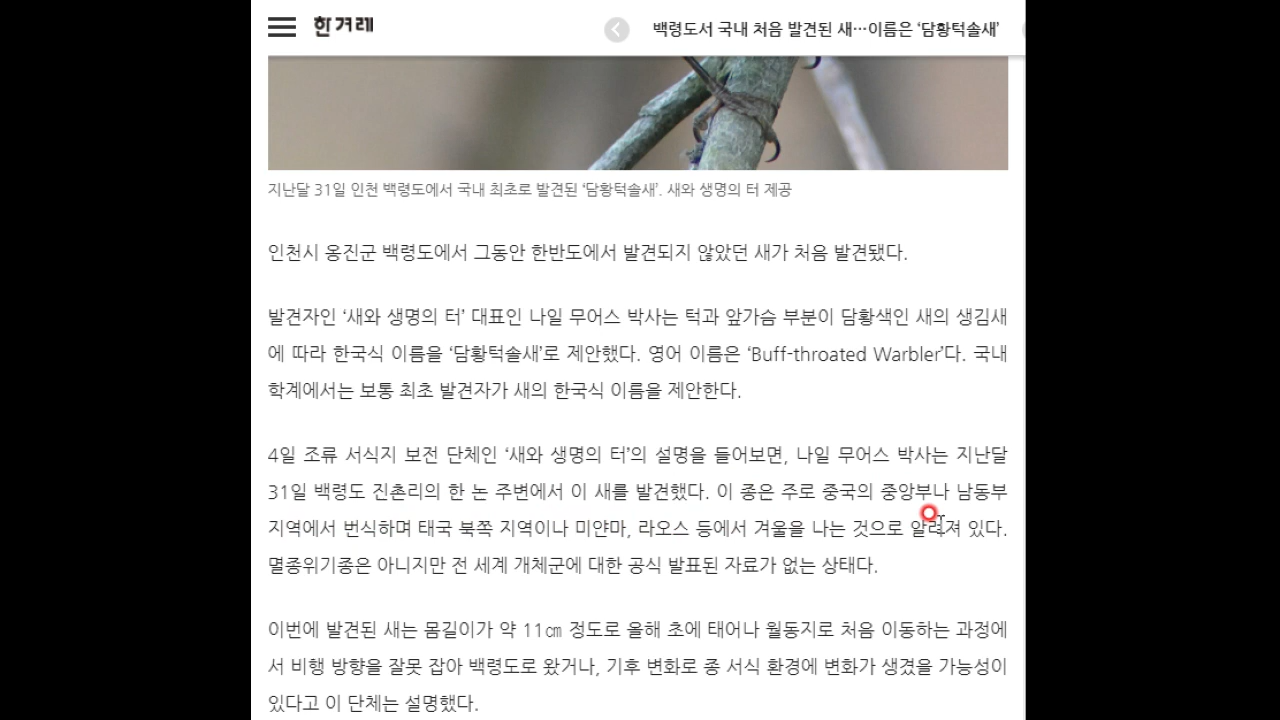 한겨레
백령도서 국내 처음 발견된 새…이름은 ‘담황턱솔새’
지난달 31일 인천 백령도에서 국내 최초로 발견된 ‘담황턱솔새’. 새와 생명의 터 제공
인천시 옹진군 백령도에서 그동안 한반도에서 발견되지 않았던 새가 처음 발견됐다.
발견자인 ‘새와 생명의 터’ 대표인 나일 무어스 박사는 턱과 앞가슴 부분이 담황색인 새의 생김새
에 따라 한국식 이름을 ‘담황턱솔새’로 제안했다. 영어 이름은 ‘Buff-throated Warbler’다. 국내
학계에서는 보통 최초 발견자가 새의 한국식 이름을 제안한다.
4일 조류 서식지 보전 단체인 ‘새와 생명의 터’의 설명을 들어보면, 나일 무어스 박사는 지난달
31일 백령도 진촌리의 한 논 주변에서 이 새를 발견했다. 이 종은 주로 중국의 중앙부나 남동부
지역에서 번식하며 태국 북쪽 지역이나 미얀마, 라오스 등에서 겨울을 나는 것으로 알려져 있다.
멸종위기종은 아니지만 전 세계 개체군에 대한 공식 발표된 자료가 없는 상태다.
이번에 발견된 새는 몸길이가 약 11㎝ 정도로 올해 초에 태어나 월동지로 처음 이동하는 과정에
서 비행 방향을 잘못 잡아 백령도로 왔거나, 기후 변화로 종 서식 환경에 변화가 생겼을 가능성이
있다고 이 단체는 설명했다.